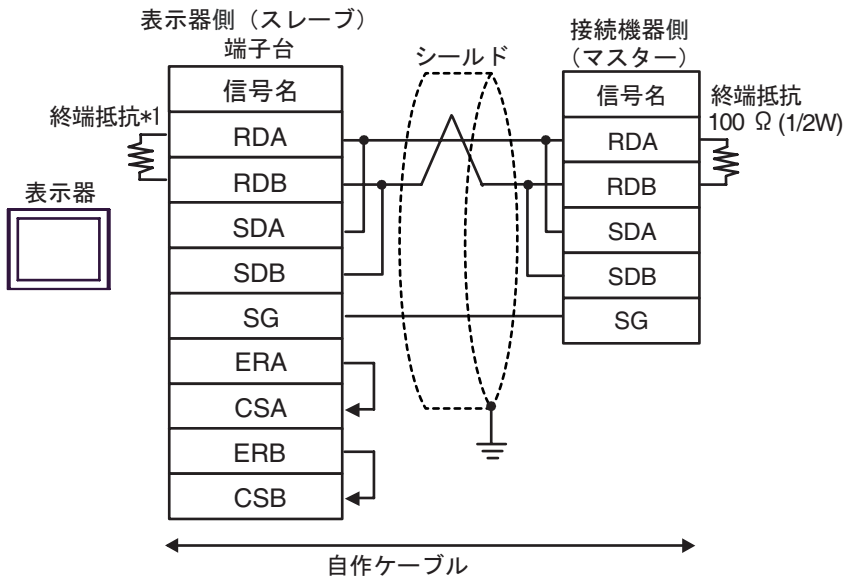 表示器側（スレーブ）
端子台
信号名
RDA
RDB
SDA
SDB
SG
ERA
CSA
ERB
CSB
終端抵抗*1
表示器
シールド
接続機器側
（マスター）
信号名
RDA
RDB
SDA
SDB
SG
終端抵抗
100 Ω (1/2W)
自作ケーブル